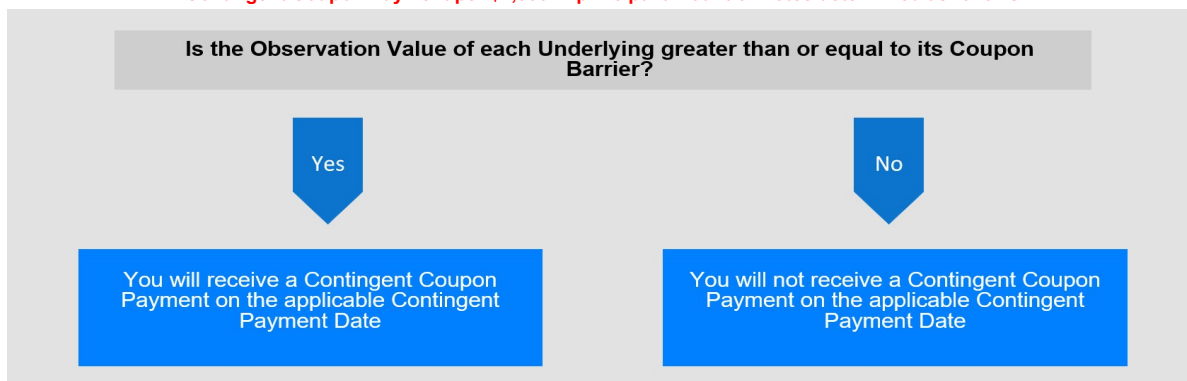 Is the Observation Value of each Underlying greater than or equal to its Coupon
Barrier?
Yes
No
You will receive a Contingent Coupon
Payment on the applicable Contingent
Payment Date
You will not receive a Contingent Coupon
Payment on the applicable Contingent
Payment Date